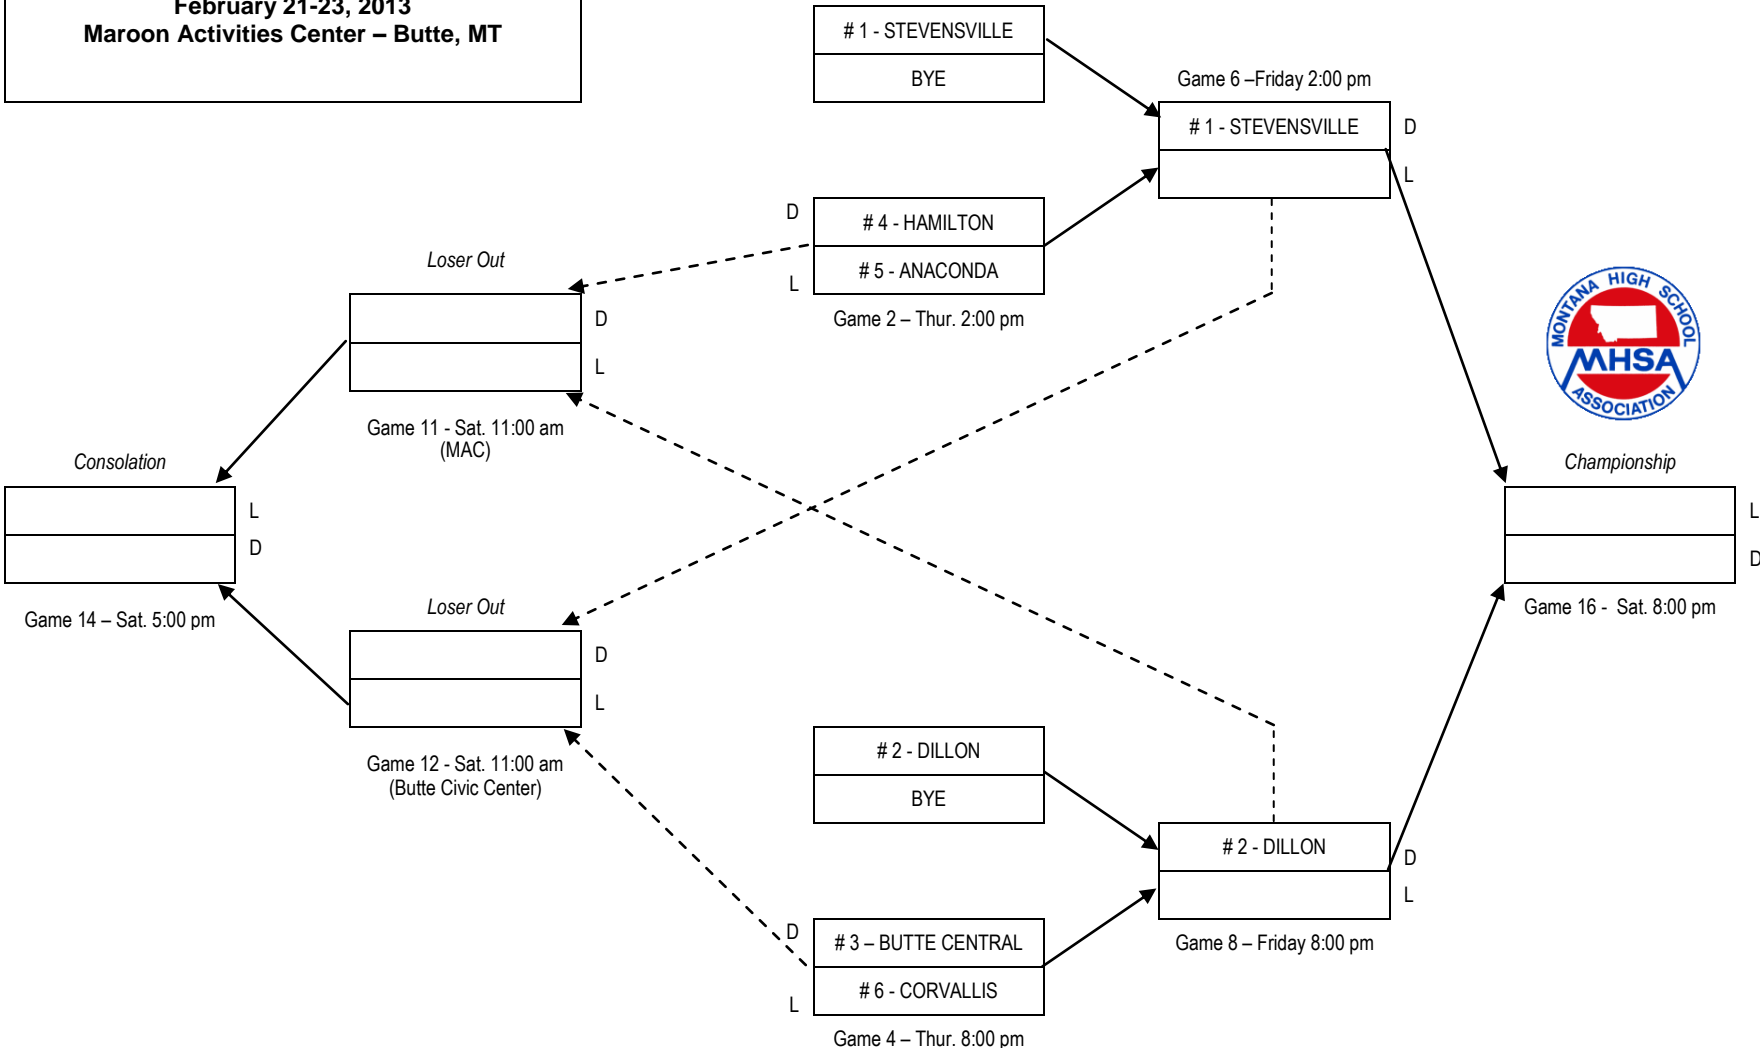 February 21-23, 2013
Maroon Activities Center – Butte, MT
# 1 - STEVENSVILLE
BYE
Game 6 –Friday 2:00 pm
# 1 - STEVENSVILLE
D
L
D
# 4 - HAMILTON
L
# 5 - ANACONDA
Game 2 – Thur. 2:00 pm
Loser Out
D
L
Game 11 - Sat. 11:00 am
(MAC)
MONTANA HIGH SCHOOL
MHSA
ASSOCIATION
Consolation
L
D
Game 14 – Sat. 5:00 pm
Championship
L
D
Game 16 - Sat. 8:00 pm
Loser Out
D
L
Game 12 - Sat. 11:00 am
(Butte Civic Center)
# 2 - DILLON
BYE
# 2 - DILLON
D
L
Game 8 – Friday 8:00 pm
D
# 3 – BUTTE CENTRAL
L
# 6 - CORVALLIS
Game 4 – Thur. 8:00 pm